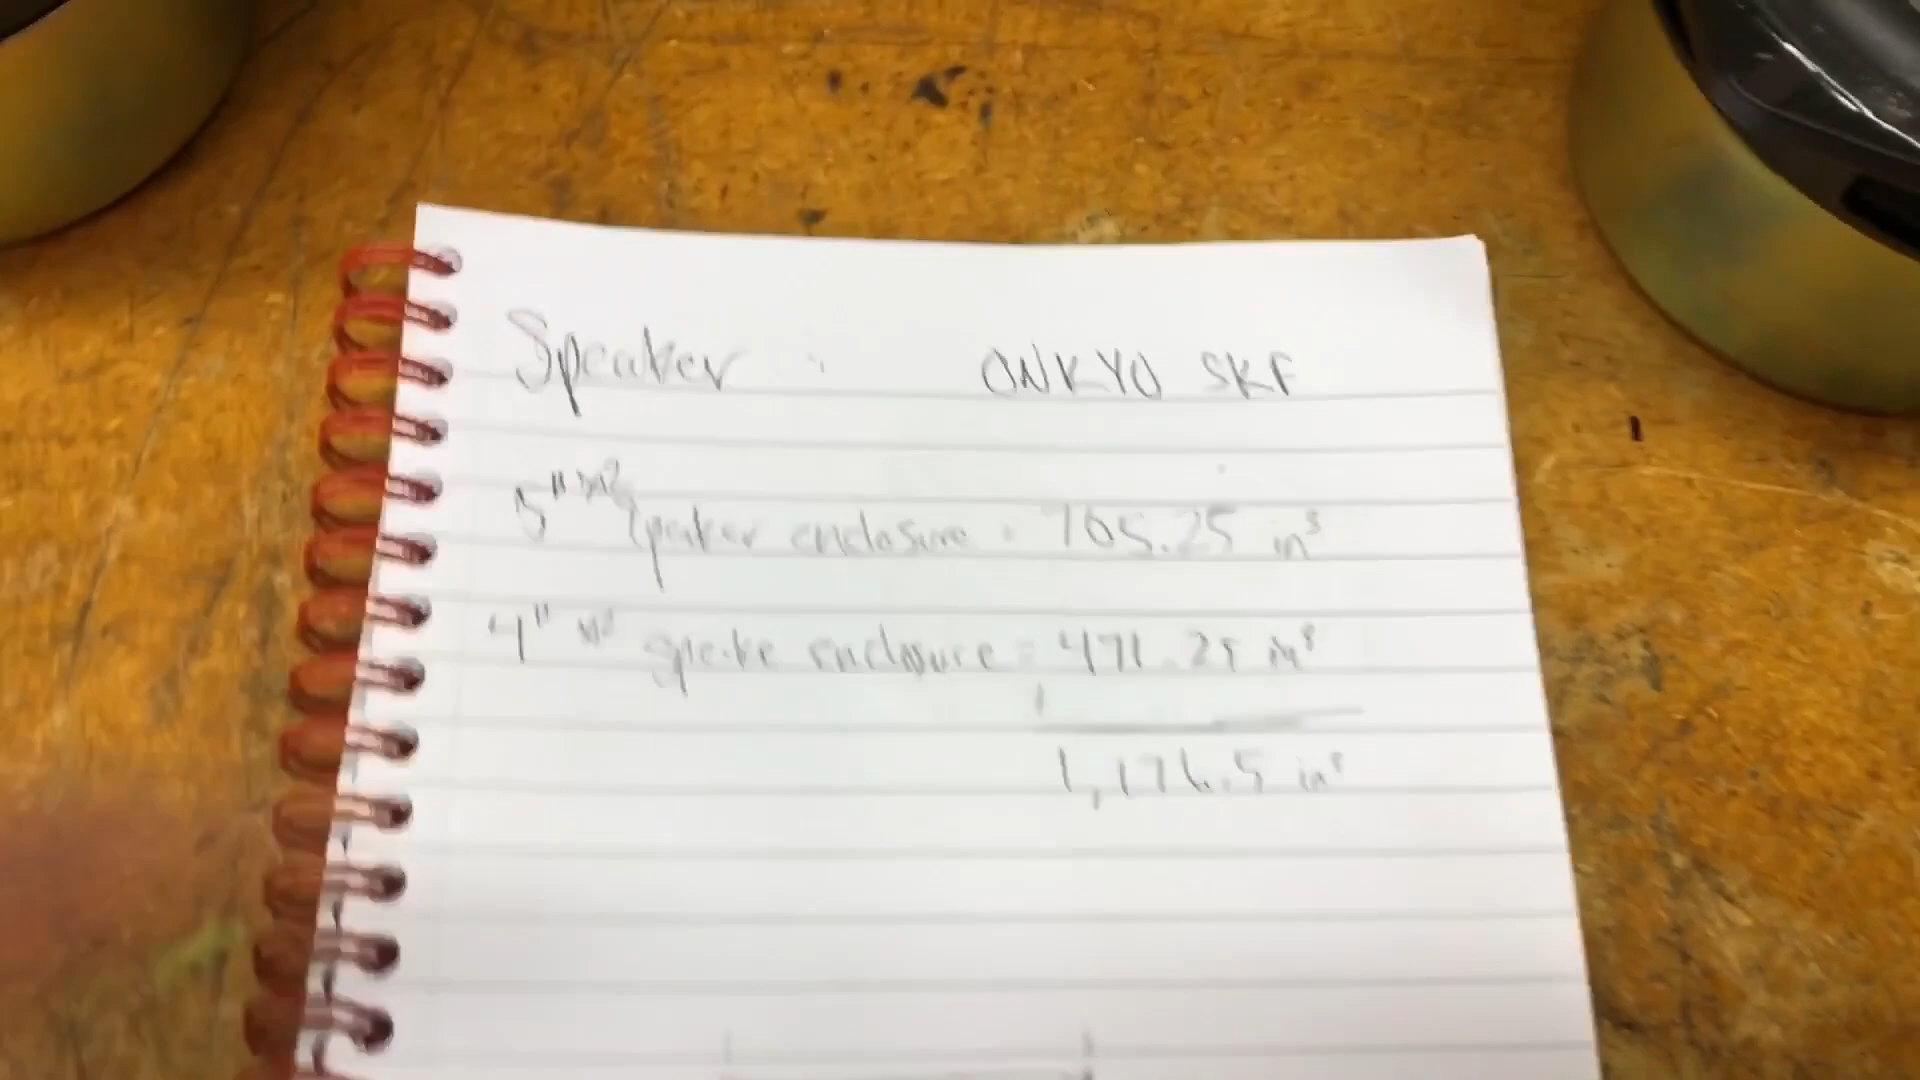 Speaker : ONKYO SKF
5" x2 Speaker enclosure = 705.25 in³
4" x2 speake enclosure = 471.25 in³
1,176.5 in³